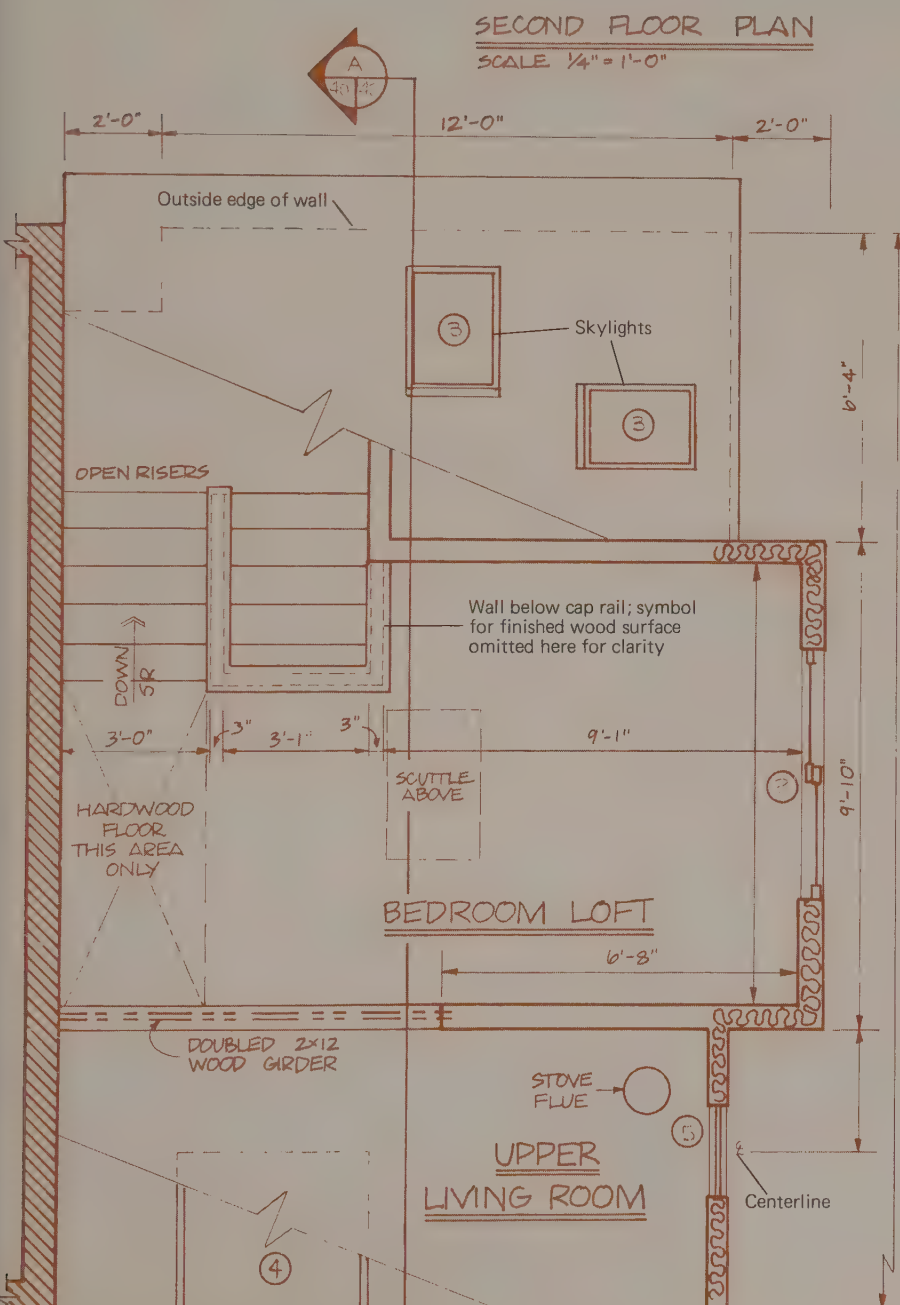 SECOND FLOOR PLAN
SCALE 1/4" = 1'-0"
A
2'-0"
12'-0"
2'-0"
Outside edge of wall
3
Skylights
3
6'-4"
OPEN RISERS
Wall below cap rail; symbol
for finished wood surface
omitted here for clarity
DOWN
5R
3'-0"
3"
3'-1"
3"
9'-1"
SCUTTLE
ABOVE
9'-10"
HARDWOOD
FLOOR
THIS AREA
ONLY
BEDROOM LOFT
6'-8"
DOUBLED 2×12
WOOD GIRDER
STOVE
FLUE
5
UPPER
LIVING ROOM
℄
Centerline
4